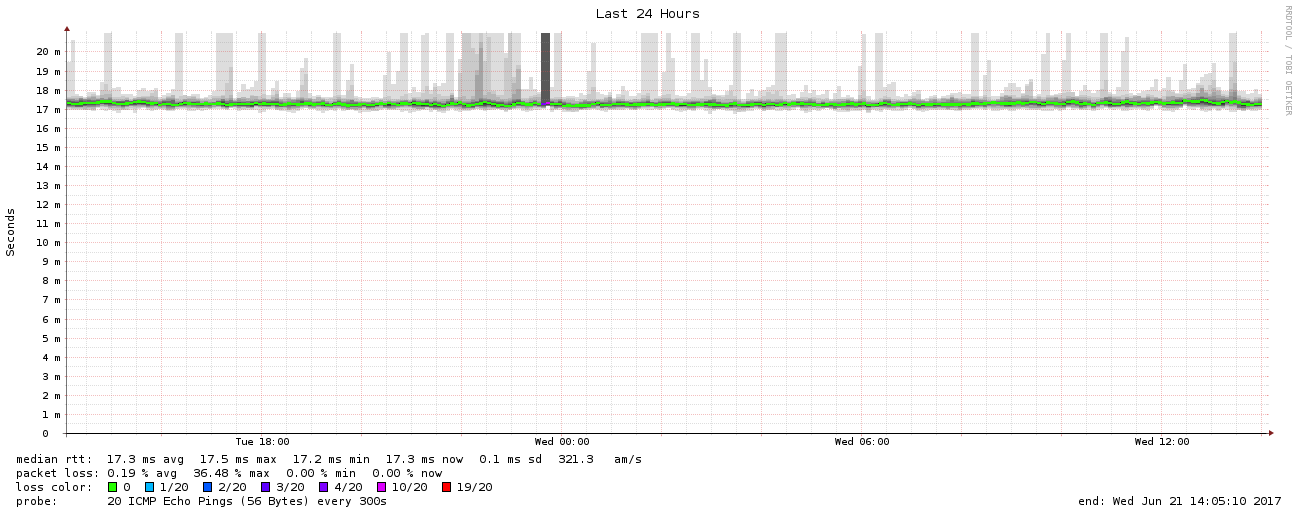 Last 24 Hours
RRDTOOL / TOBI OETIKER
Seconds
20 m
19 m
18 m
17 m
16 m
15 m
14 m
13 m
12 m
11 m
10 m
9 m
8 m
7 m
6 m
5 m
4 m
3 m
2 m
1 m
0
Tue 18:00 Wed 00:00 Wed 06:00 Wed 12:00
median rtt: 17.3 ms avg 17.5 ms max 17.2 ms min 17.3 ms now 0.1 ms sd 321.3 am/s
packet loss: 0.19 % avg 36.48 % max 0.00 % min 0.00 % now
loss color: 0 1/20 2/20 3/20 4/20 10/20 19/20
probe: 20 ICMP Echo Pings (56 Bytes) every 300s end: Wed Jun 21 14:05:10 2017